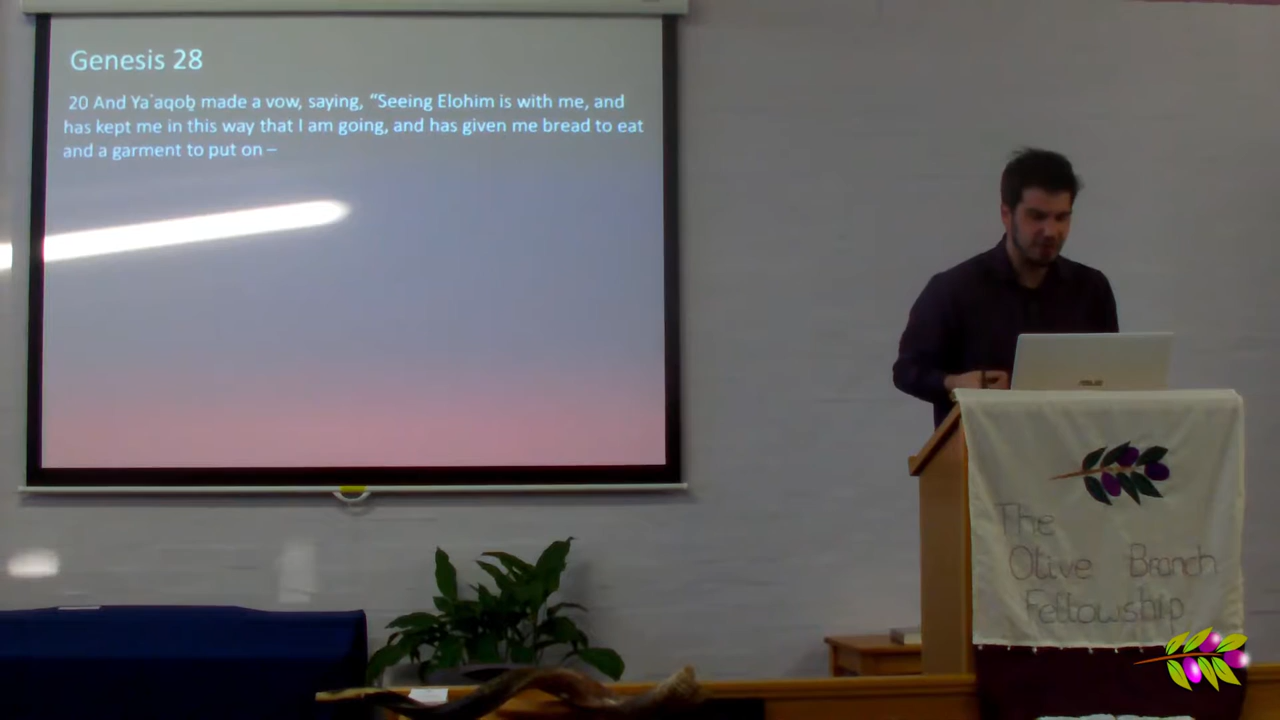 Genesis 28
20 And Ya ̀aqoḇ made a vow, saying, “Seeing Elohim is with me, and
has kept me in this way that I am going, and has given me bread to eat
and a garment to put on –
ASUS
The
Olive Branch
Fellowship